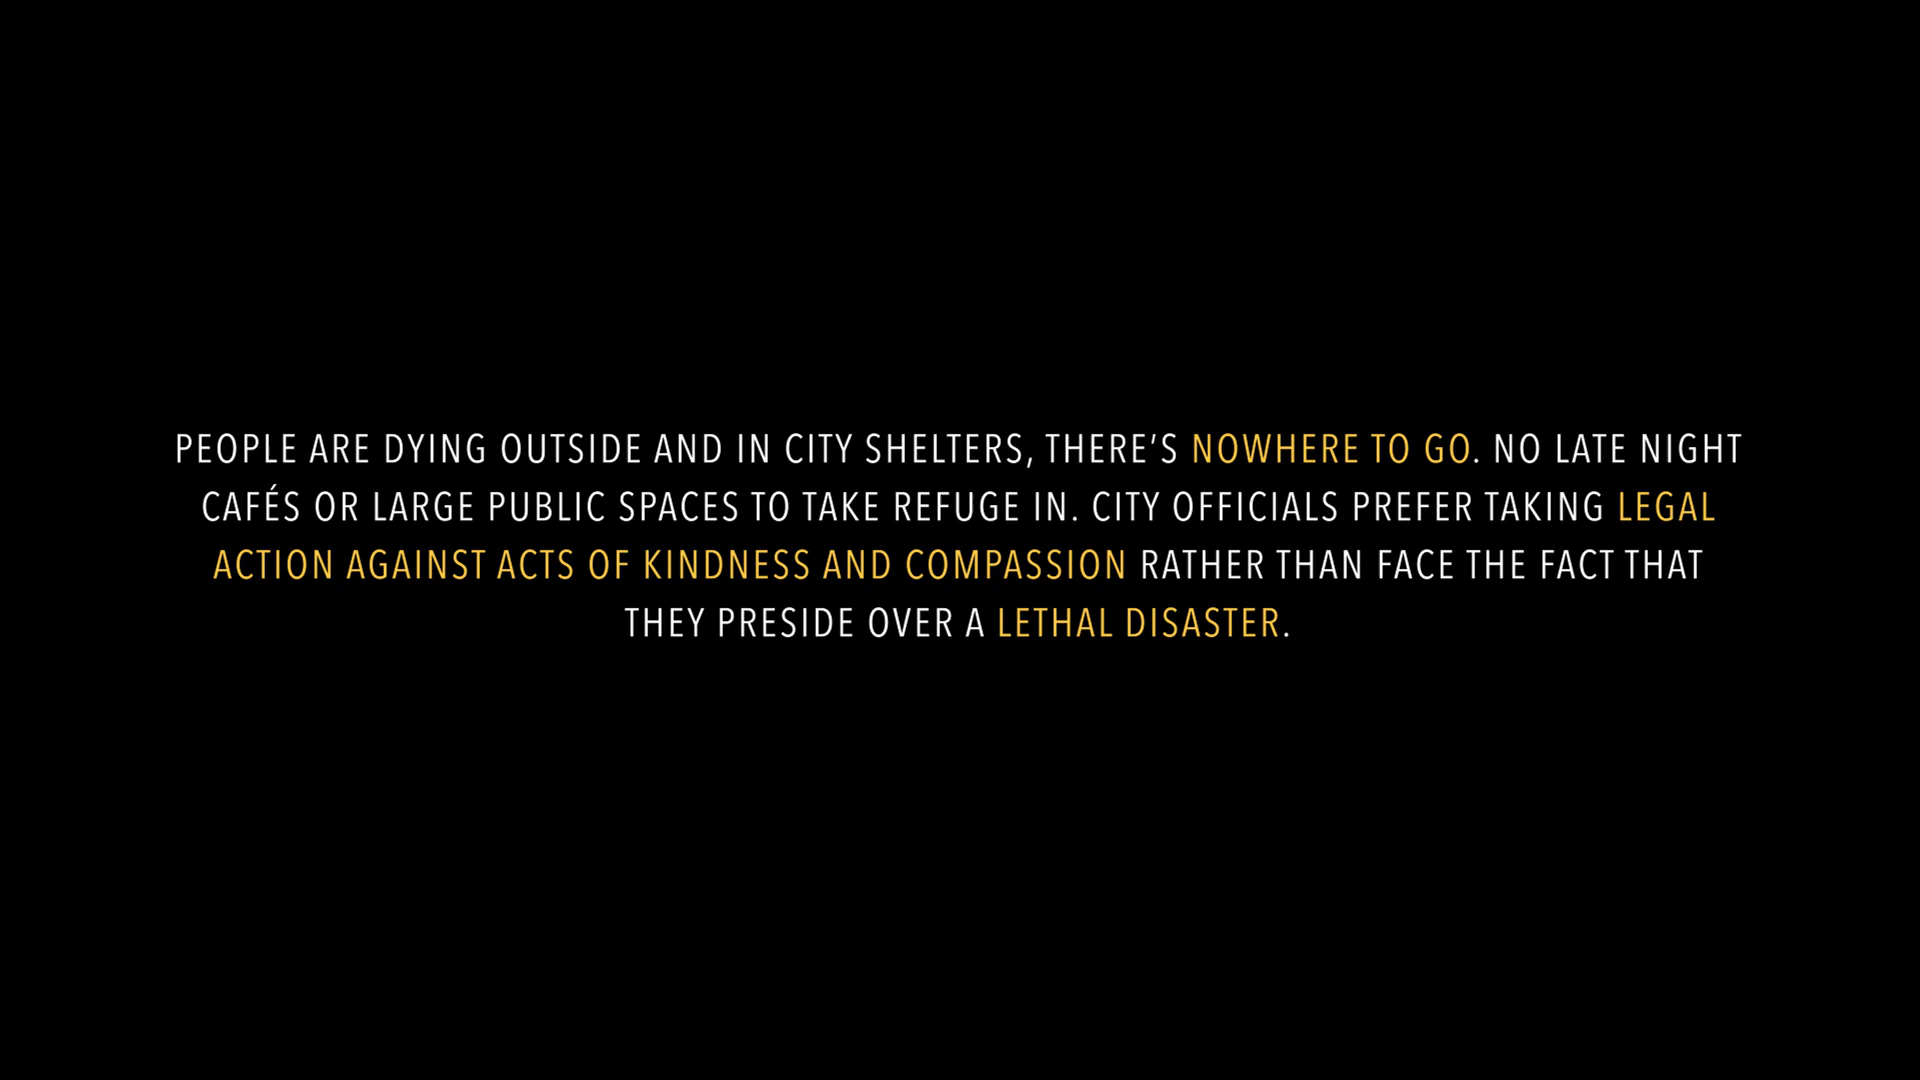 PEOPLE ARE DYING OUTSIDE AND IN CITY SHELTERS, THERE’S NOWHERE TO GO. NO LATE NIGHT
CAFÉS OR LARGE PUBLIC SPACES TO TAKE REFUGE IN. CITY OFFICIALS PREFER TAKING LEGAL
ACTION AGAINST ACTS OF KINDNESS AND COMPASSION RATHER THAN FACE THE FACT THAT
THEY PRESIDE OVER A LETHAL DISASTER.